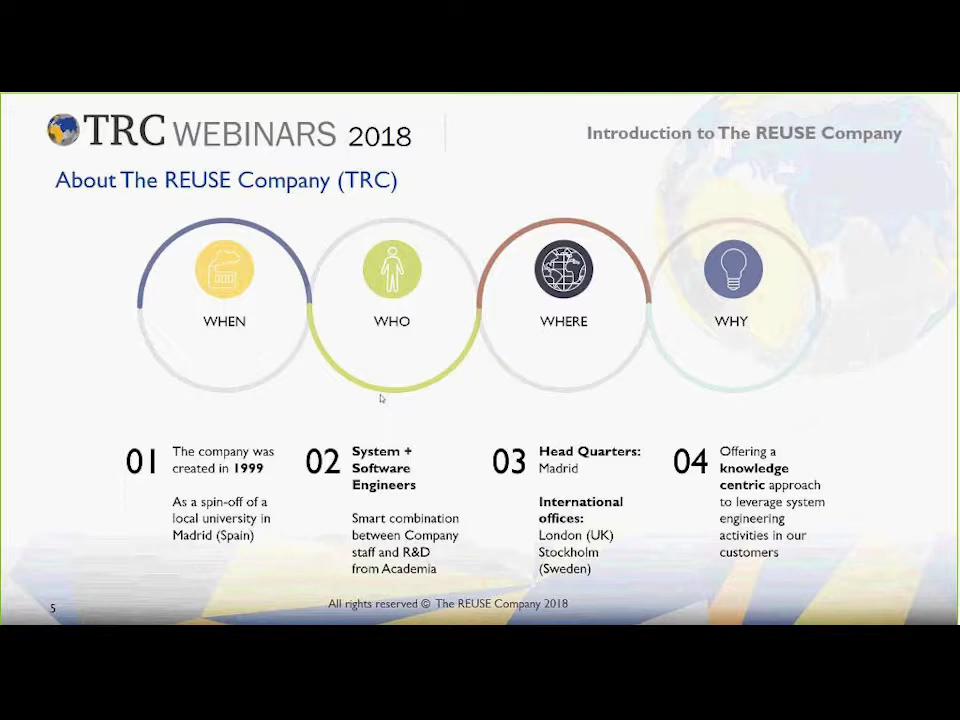 TRC WEBINARS 2018
Introduction to The REUSE Company
About The REUSE Company (TRC)
WHEN
WHO
WHERE
WHY
01
The company was
created in 1999
As a spin-off of a
local university in
Madrid (Spain)
02
System +
Software
Engineers
Smart combination
between Company
staff and R&D
from Academia
03
Head Quarters:
Madrid
International
offices:
London (UK)
Stockholm
(Sweden)
04
Offering a
knowledge
centric approach
to leverage system
engineering
activities in our
customers
5
All rights reserved © The REUSE Company 2018